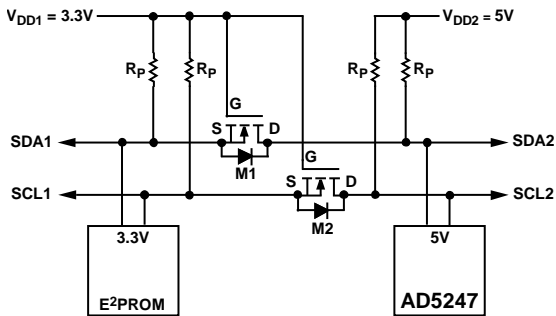 VDD1 = 3.3V
VDD2 = 5V
RP
RP
RP
RP
G
SDA1
S
D
SDA2
M1
G
SCL1
S
D
SCL2
M2
3.3V
E2PROM
5V
AD5247